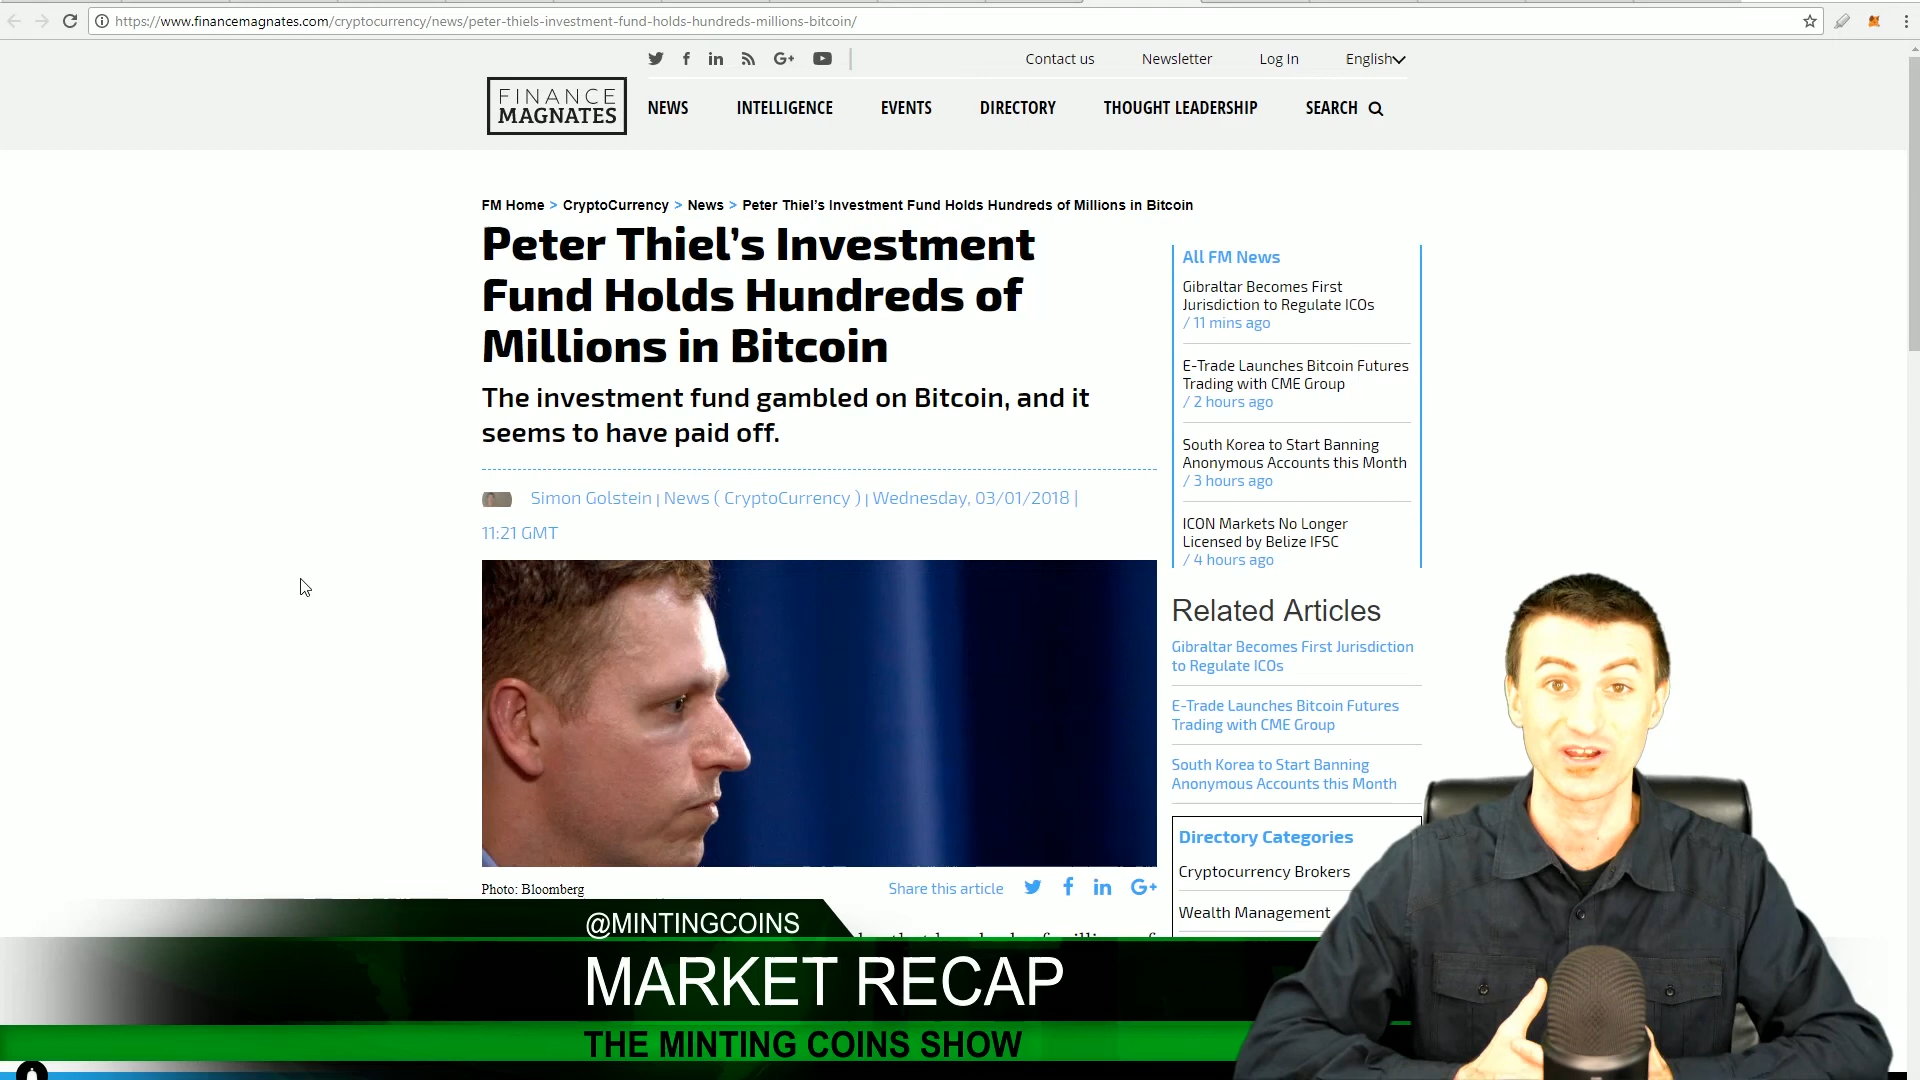 https://www.financemagnates.com/cryptocurrency/news/peter-thiels-investment-fund-holds-hundreds-millions-bitcoin/
Contact us
Newsletter
Log In
English
FINANCE
MAGNATES
NEWS
INTELLIGENCE
EVENTS
DIRECTORY
THOUGHT LEADERSHIP
SEARCH
FM Home > CryptoCurrency > News > Peter Thiel's Investment Fund Holds Hundreds of Millions in Bitcoin
Peter Thiel's Investment
Fund Holds Hundreds of
Millions in Bitcoin
The investment fund gambled on Bitcoin, and it
seems to have paid off.
Simon Golstein | News ( CryptoCurrency ) | Wednesday, 03/01/2018 |
11:21 GMT
Photo: Bloomberg
Share this article
All FM News
Gibraltar Becomes First
Jurisdiction to Regulate ICOs
/ 11 mins ago
E-Trade Launches Bitcoin Futures
Trading with CME Group
/ 2 hours ago
South Korea to Start Banning
Anonymous Accounts this Month
/ 3 hours ago
ICON Markets No Longer
Licensed by Belize IFSC
/ 4 hours ago
Related Articles
Gibraltar Becomes First Jurisdiction
to Regulate ICOs
E-Trade Launches Bitcoin Futures
Trading with CME Group
South Korea to Start Banning
Anonymous Accounts this Month
Directory Categories
Cryptocurrency Brokers
Wealth Management
@MINTINGCOINS
MARKET RECAP
THE MINTING COINS SHOW